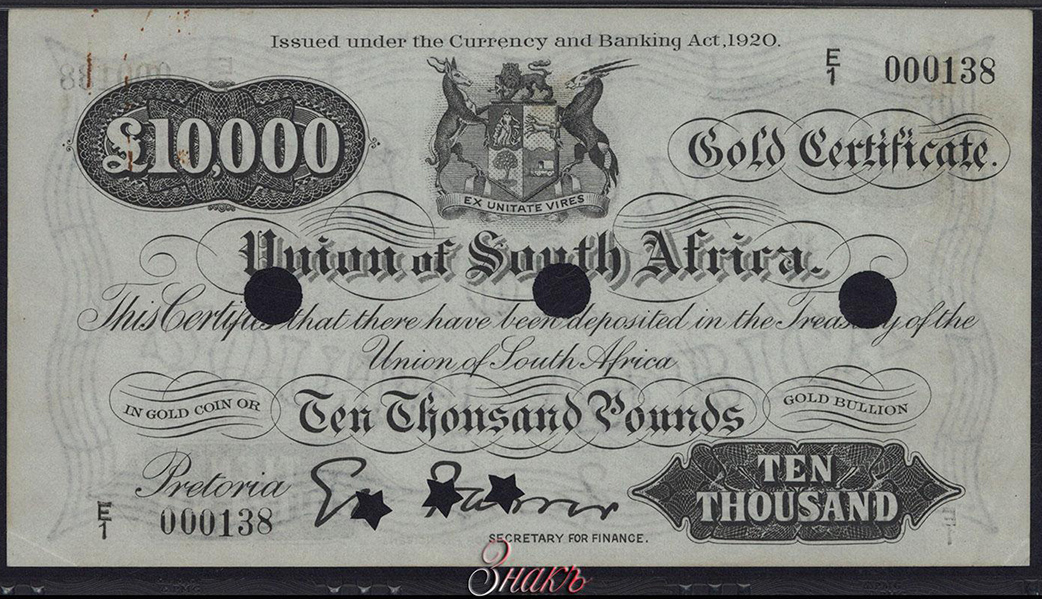 Issued under the Currency and Banking Act, 1920.
E/1 000138
£10,000
Gold Certificate.
EX UNITATE VIRES
Union of South Africa.
This Certifies that there have been deposited in the Treasury of the
Union of South Africa
IN GOLD COIN OR Ten Thousand Pounds GOLD BULLION
Pretoria
E/1 000138
TEN
THOUSAND
SECRETARY FOR FINANCE.
Знакъ